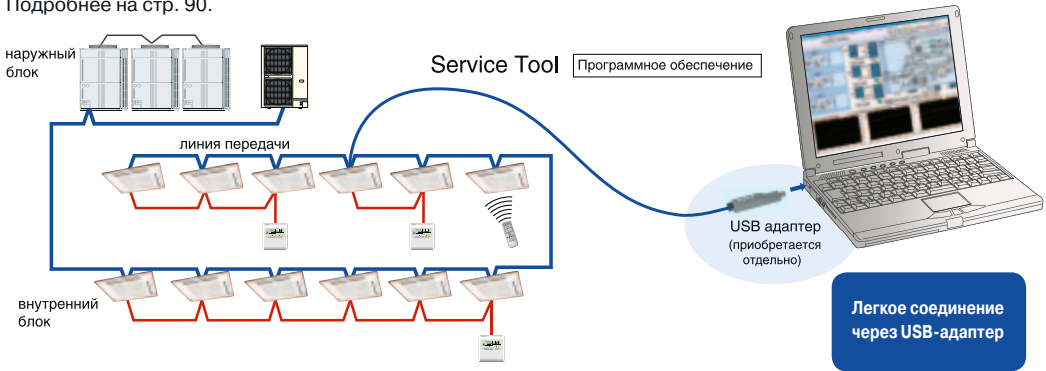 Подробнее на стр. 90.
наружный
блок
Service Tool
Программное обеспечение
линия передачи
USB адаптер
(приобретается
отдельно)
внутренний
блок
Легкое соединение
через USB-адаптер